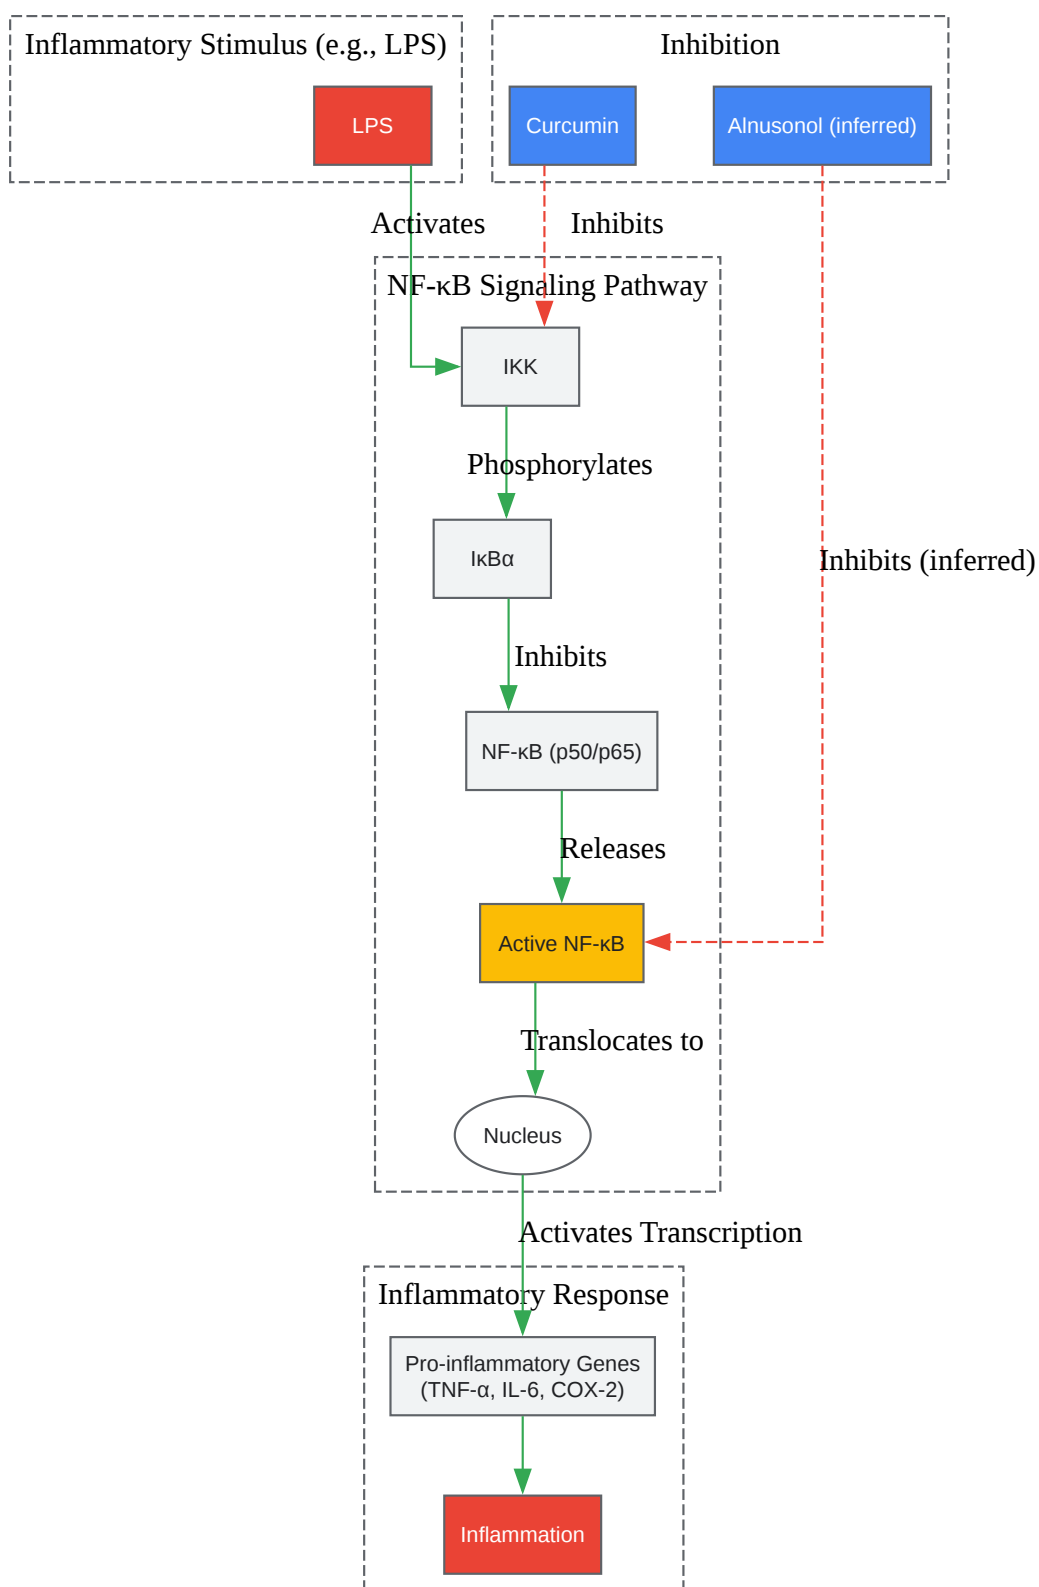 Inflammatory Stimulus (e.g., LPS)
Inhibition
LPS
Curcumin
Alnusonol (inferred)
Activates
Inhibits
NF-κB Signaling Pathway
IKK
Phosphorylates
IκBα
Inhibits (inferred)
Inhibits
NF-κB (p50/p65)
Releases
Active NF-κB
Translocates to
Nucleus
Activates Transcription
Inflammatory Response
Pro-inflammatory Genes
(TNF-α, IL-6, COX-2)
Inflammation